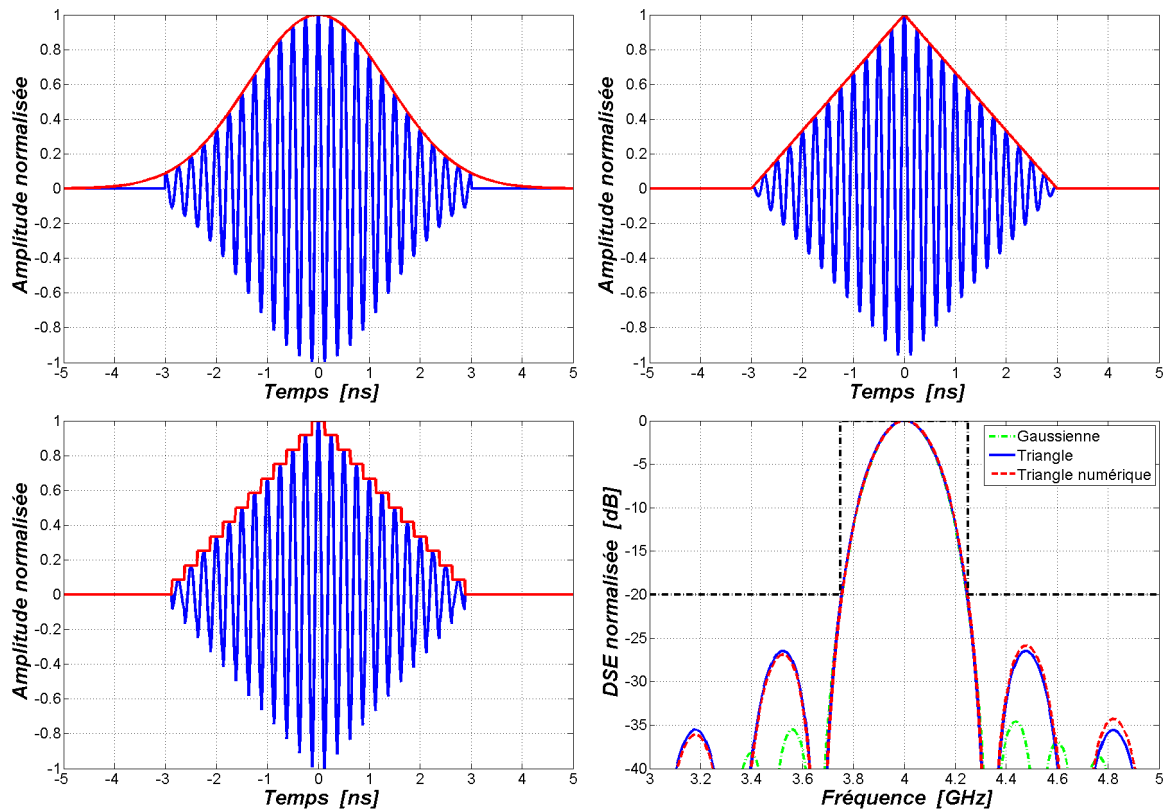 Amplitude normalisée
1
0.8
0.6
0.4
0.2
0
-0.2
-0.4
-0.6
-0.8
-1
-5 -4 -3 -2 -1 0 1 2 3 4 5
Temps [ns]
Amplitude normalisée
1
0.8
0.6
0.4
0.2
0
-0.2
-0.4
-0.6
-0.8
-1
-5 -4 -3 -2 -1 0 1 2 3 4 5
Temps [ns]
Amplitude normalisée
1
0.8
0.6
0.4
0.2
0
-0.2
-0.4
-0.6
-0.8
-1
-5 -4 -3 -2 -1 0 1 2 3 4 5
Temps [ns]
DSE normalisée [dB]
0
-5
-10
-15
-20
-25
-30
-35
-40
3 3.2 3.4 3.6 3.8 4 4.2 4.4 4.6 4.8 5
Fréquence [GHz]
Gaussienne
Triangle
Triangle numérique